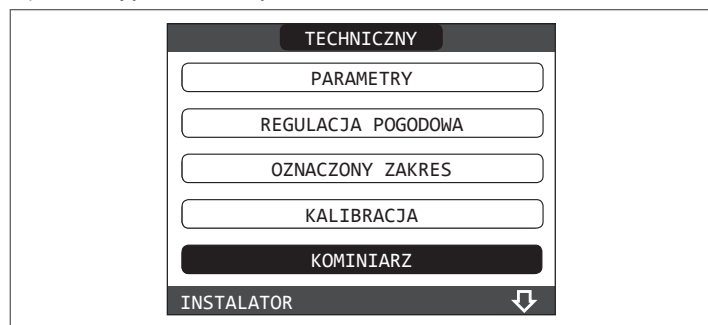 TECHNICZNY
PARAMETRY
REGULACJA POGODOWA
OZNACZONY ZAKRES
KALIBRACJA
KOMINIARZ
INSTALATOR